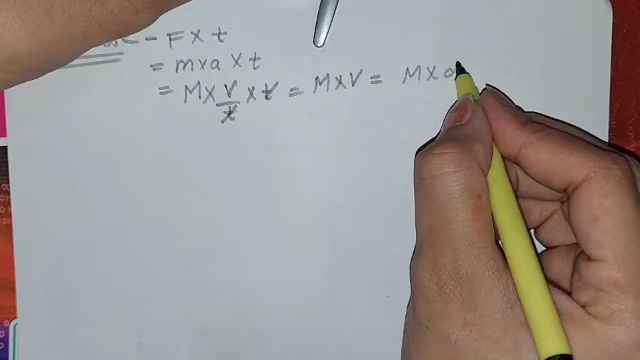 - F x t
= m x a x t
= M x V/t x t = M x V = M x